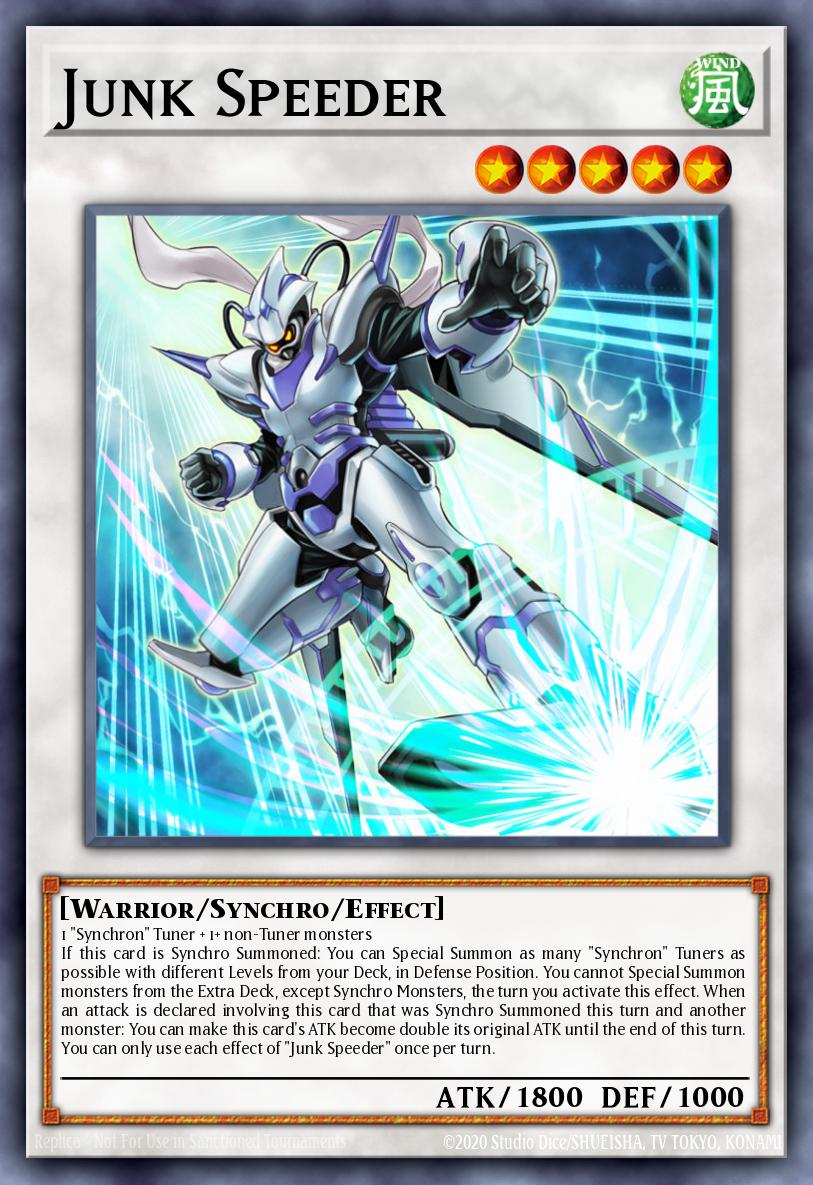 Junk Speeder
WIND
風
[Warrior/Synchro/Effect]
1 "Synchron" Tuner + 1+ non-Tuner monsters
If this card is Synchro Summoned: You can Special Summon as many "Synchron" Tuners as
possible with different Levels from your Deck, in Defense Position. You cannot Special Summon
monsters from the Extra Deck, except Synchro Monsters, the turn you activate this effect. When
an attack is declared involving this card that was Synchro Summoned this turn and another
monster: You can make this card's ATK become double its original ATK until the end of this turn.
You can only use each effect of "Junk Speeder" once per turn.
ATK/1800 DEF/1000
Replica - Not For Use in Sanctioned Tournaments
©2020 Studio Dice/SHUEISHA, TV TOKYO, KONAMI